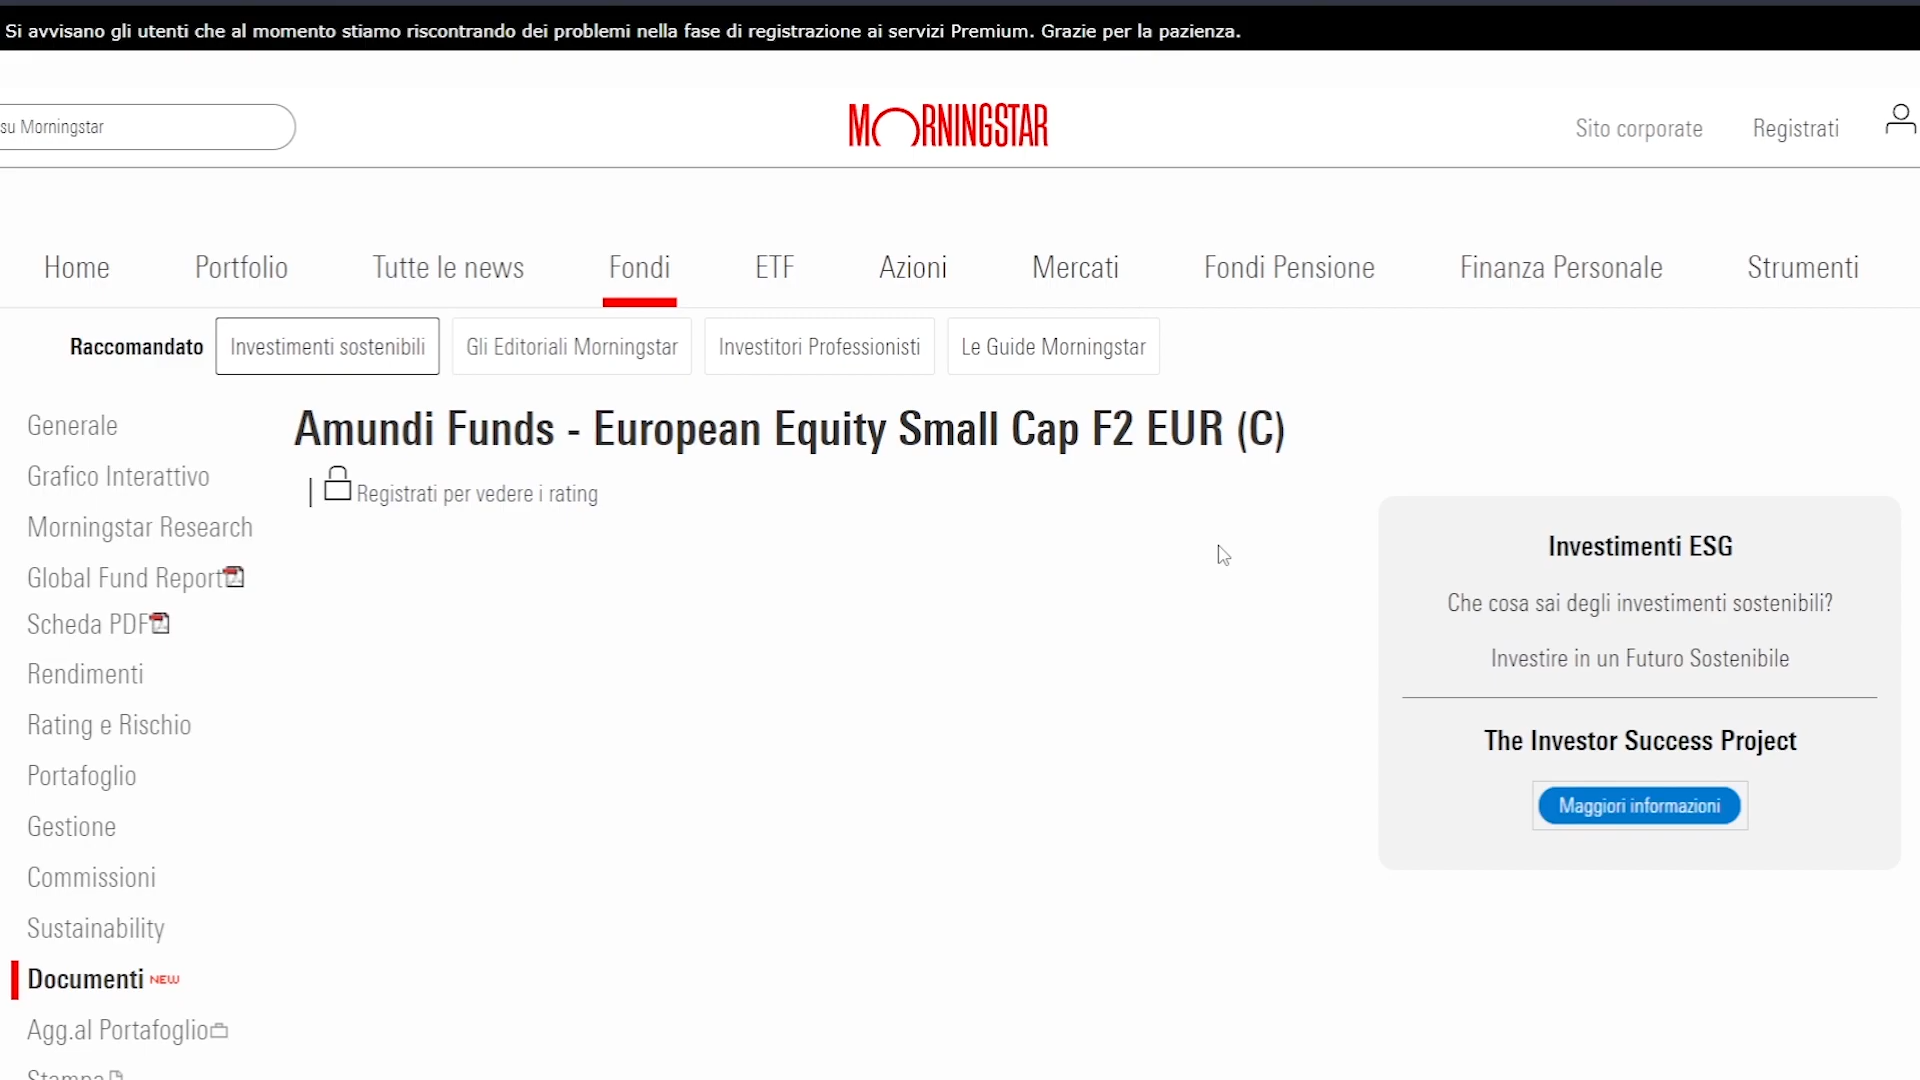 Si avvisano gli utenti che al momento stiamo riscontrando dei problemi nella fase di registrazione ai servizi Premium. Grazie per la pazienza.
su Morningstar
MORNINGSTAR
Sito corporate
Registrati
Home
Portfolio
Tutte le news
Fondi
ETF
Azioni
Mercati
Fondi Pensione
Finanza Personale
Strumenti
Raccomandato
Investimenti sostenibili
Gli Editoriali Morningstar
Investitori Professionisti
Le Guide Morningstar
Generale
Grafico Interattivo
Morningstar Research
Global Fund Report
Scheda PDF
Rendimenti
Rating e Rischio
Portafoglio
Gestione
Commissioni
Sustainability
Documenti NEW
Agg.al Portafoglio
Stampa
Amundi Funds - European Equity Small Cap F2 EUR (C)
| Registrati per vedere i rating
Investimenti ESG
Che cosa sai degli investimenti sostenibili?
Investire in un Futuro Sostenibile
The Investor Success Project
Maggiori informazioni